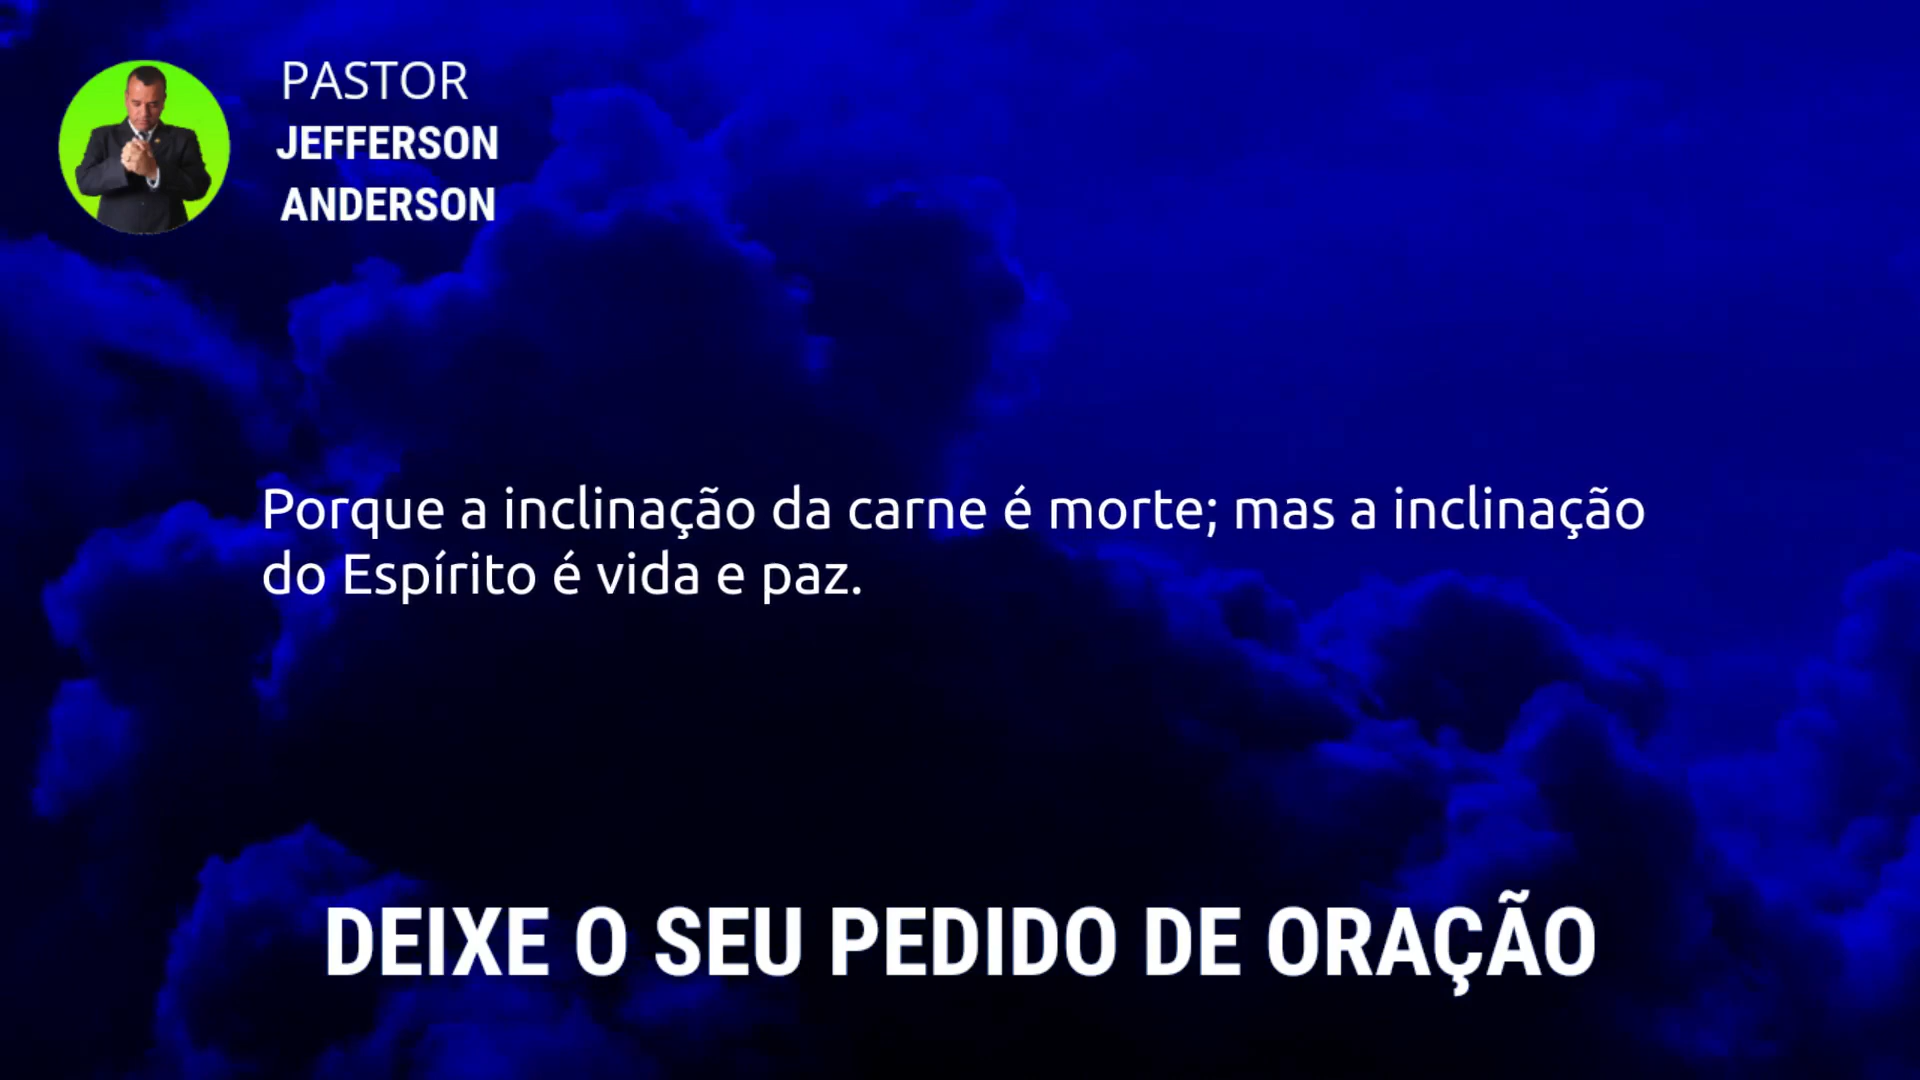 PASTOR
JEFFERSON
ANDERSON
Porque a inclinação da carne é morte; mas a inclinação
do Espírito é vida e paz.
DEIXE O SEU PEDIDO DE ORAÇÃO